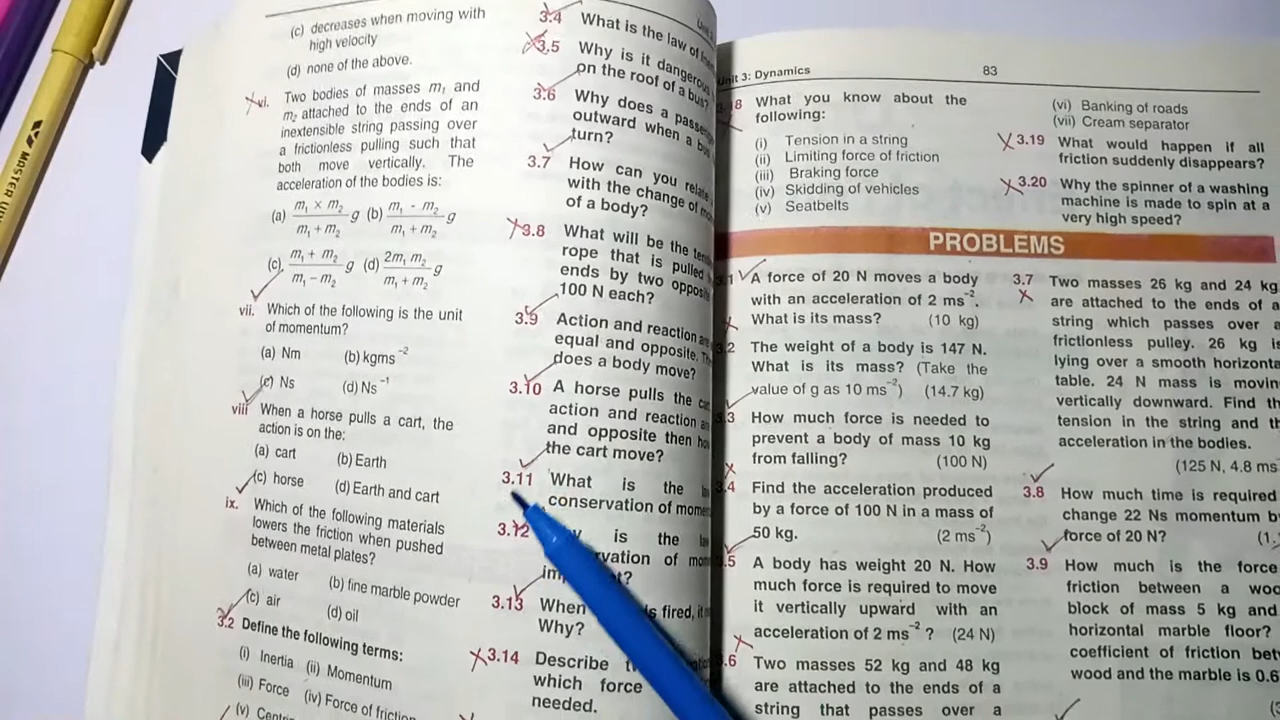 (c) decreases when moving with
high velocity
(d) none of the above.
vi. Two bodies of masses m₁ and
m₂ attached to the ends of an
inextensible string passing over
a frictionless pulling such that
both move vertically. The
acceleration of the bodies is:
(a) m₁ × m₂ / m₁ + m₂ g (b) m₁ - m₂ / m₁ + m₂ g
(c) m₁ + m₂ / m₁ − m₂ g (d) 2m₁ m₂ / m₁ + m₂ g
vii. Which of the following is the unit
of momentum?
(a) Nm (b) kgms⁻²
(c) Ns (d) Ns⁻¹
viii When a horse pulls a cart, the
action is on the:
(a) cart (b) Earth
(c) horse (d) Earth and cart
ix. Which of the following materials
lowers the friction when pushed
between metal plates?
(a) water (b) fine marble powder
(c) air (d) oil
3.2 Define the following terms:
(i) Inertia (ii) Momentum
(iii) Force (iv) Force of friction
(v)
3.4 What is the law of
3.5 Why is it dangerous
on the roof of a bus?
3.6 Why does a
outward when a
turn?
3.7 How can you
with the change of
of a body?
3.8 What will be the
rope that is pulled
ends by two
100 N each?
3.9 Action and reaction
equal and opposite.
does a body move?
3.10 A horse pulls the
action and reaction
and opposite then
the cart move?
3.11 What is the
conservation of
3.12 is the
of
3.13 When is fired, it
Why?
3.14 Describe
which force
needed.
Unit 3: Dynamics 83
What you know about the
following:
(i) Tension in a string
(ii) Limiting force of friction
(iii) Braking force
(iv) Skidding of vehicles
(v) Seatbelts
(vi) Banking of roads
(vii) Cream separator
3.19 What would happen if all
friction suddenly disappears?
3.20 Why the spinner of a washing
machine is made to spin at a
very high speed?
PROBLEMS
3.1 A force of 20 N moves a body
with an acceleration of 2 ms⁻².
What is its mass? (10 kg)
3.2 The weight of a body is 147 N.
What is its mass? (Take the
value of g as 10 ms⁻²) (14.7 kg)
3.3 How much force is needed to
prevent a body of mass 10 kg
from falling? (100 N)
3.4 Find the acceleration produced
by a force of 100 N in a mass of
50 kg. (2 ms⁻²)
3.5 A body has weight 20 N. How
much force is required to move
it vertically upward with an
acceleration of 2 ms⁻² ? (24 N)
3.6 Two masses 52 kg and 48 kg
are attached to the ends of a
string that passes over a
3.7 Two masses 26 kg and 24 kg
are attached to the ends of a
string which passes over a
frictionless pulley. 26 kg is
lying over a smooth
table. 24 N mass is
vertically downward. Find
tension in the string and
acceleration in the bodies.
(125 N, 4.8
3.8 How much time is required
change 22 Ns momentum
force of 20 N?
3.9 How much is the force
friction between a
block of mass 5 kg and
horizontal marble floor?
coefficient of friction
wood and the marble is 0.6
MASTER